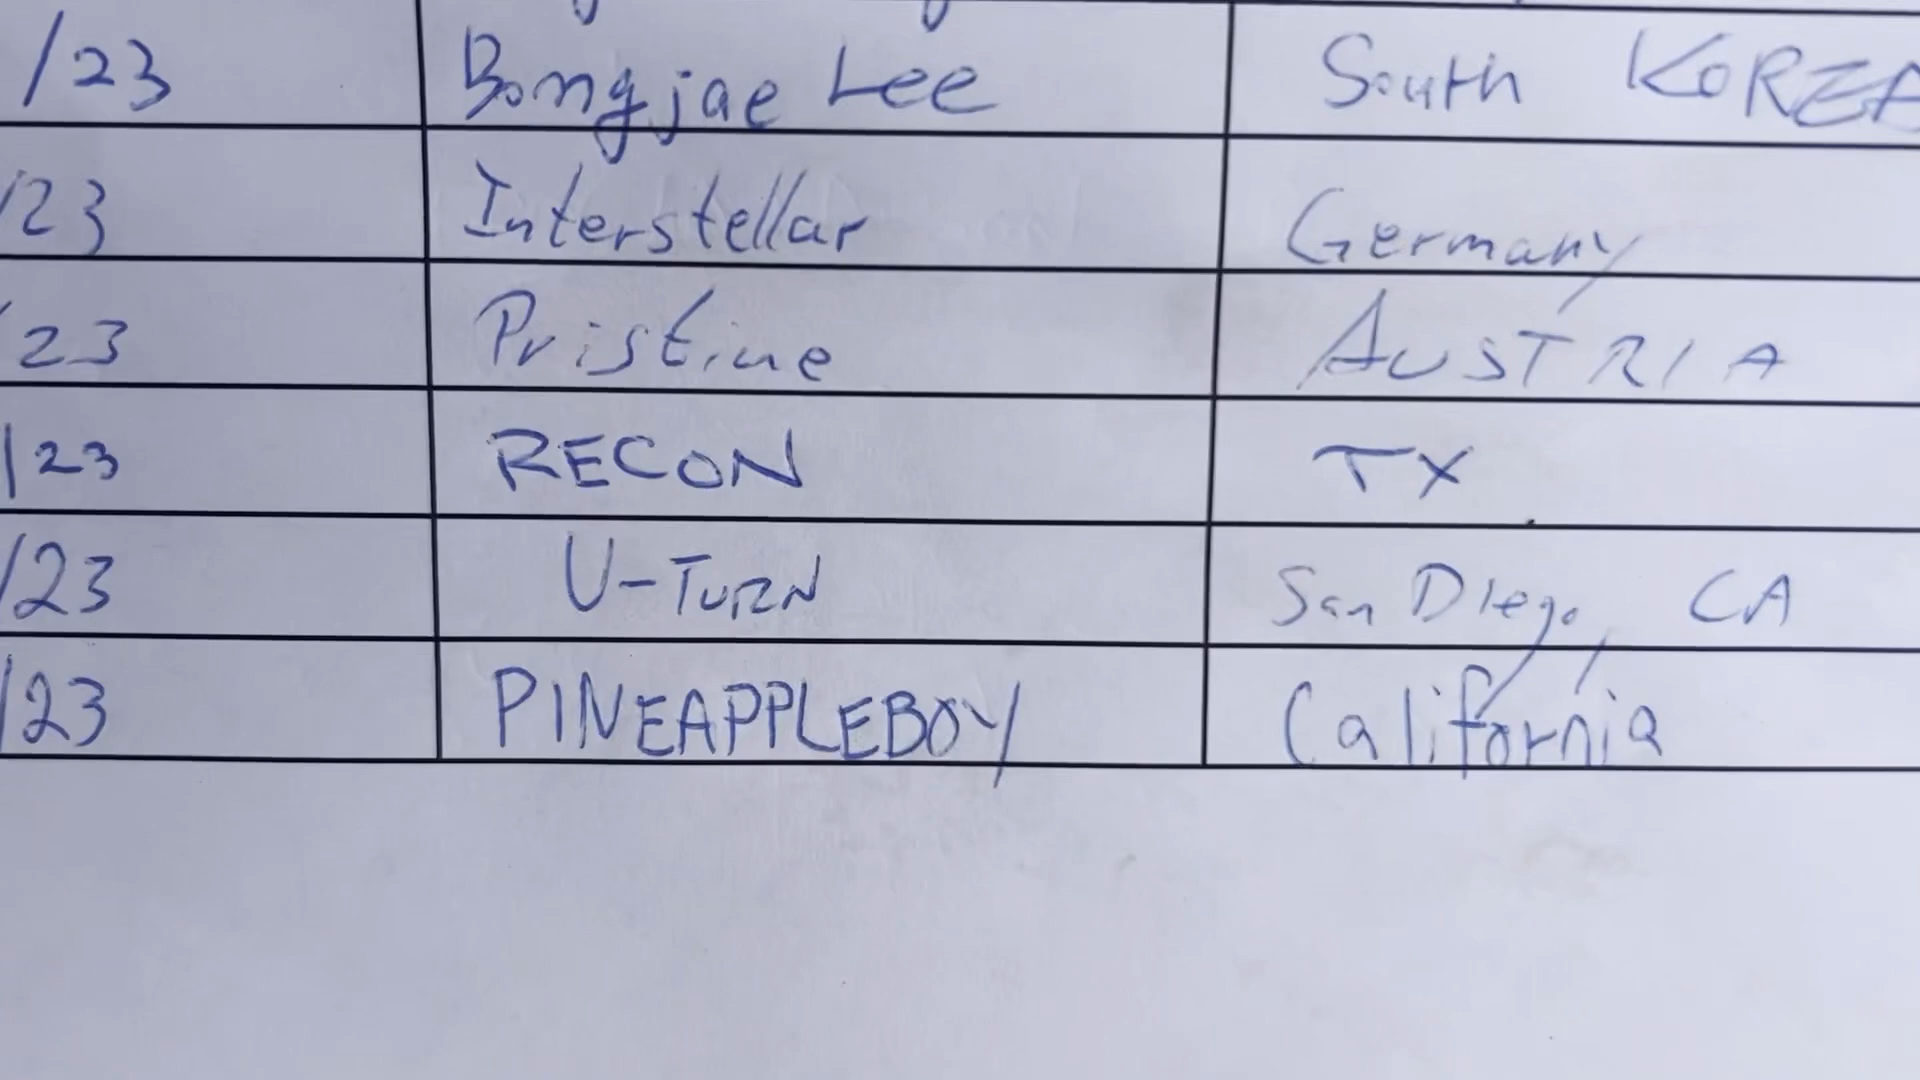 /23 Bongjae Lee South KOREA
/23 Interstellar Germany
/23 Pristine AUSTRIA
/23 RECON TX
/23 U-TURN San Diego, CA
/23 PINEAPPLEBOY California